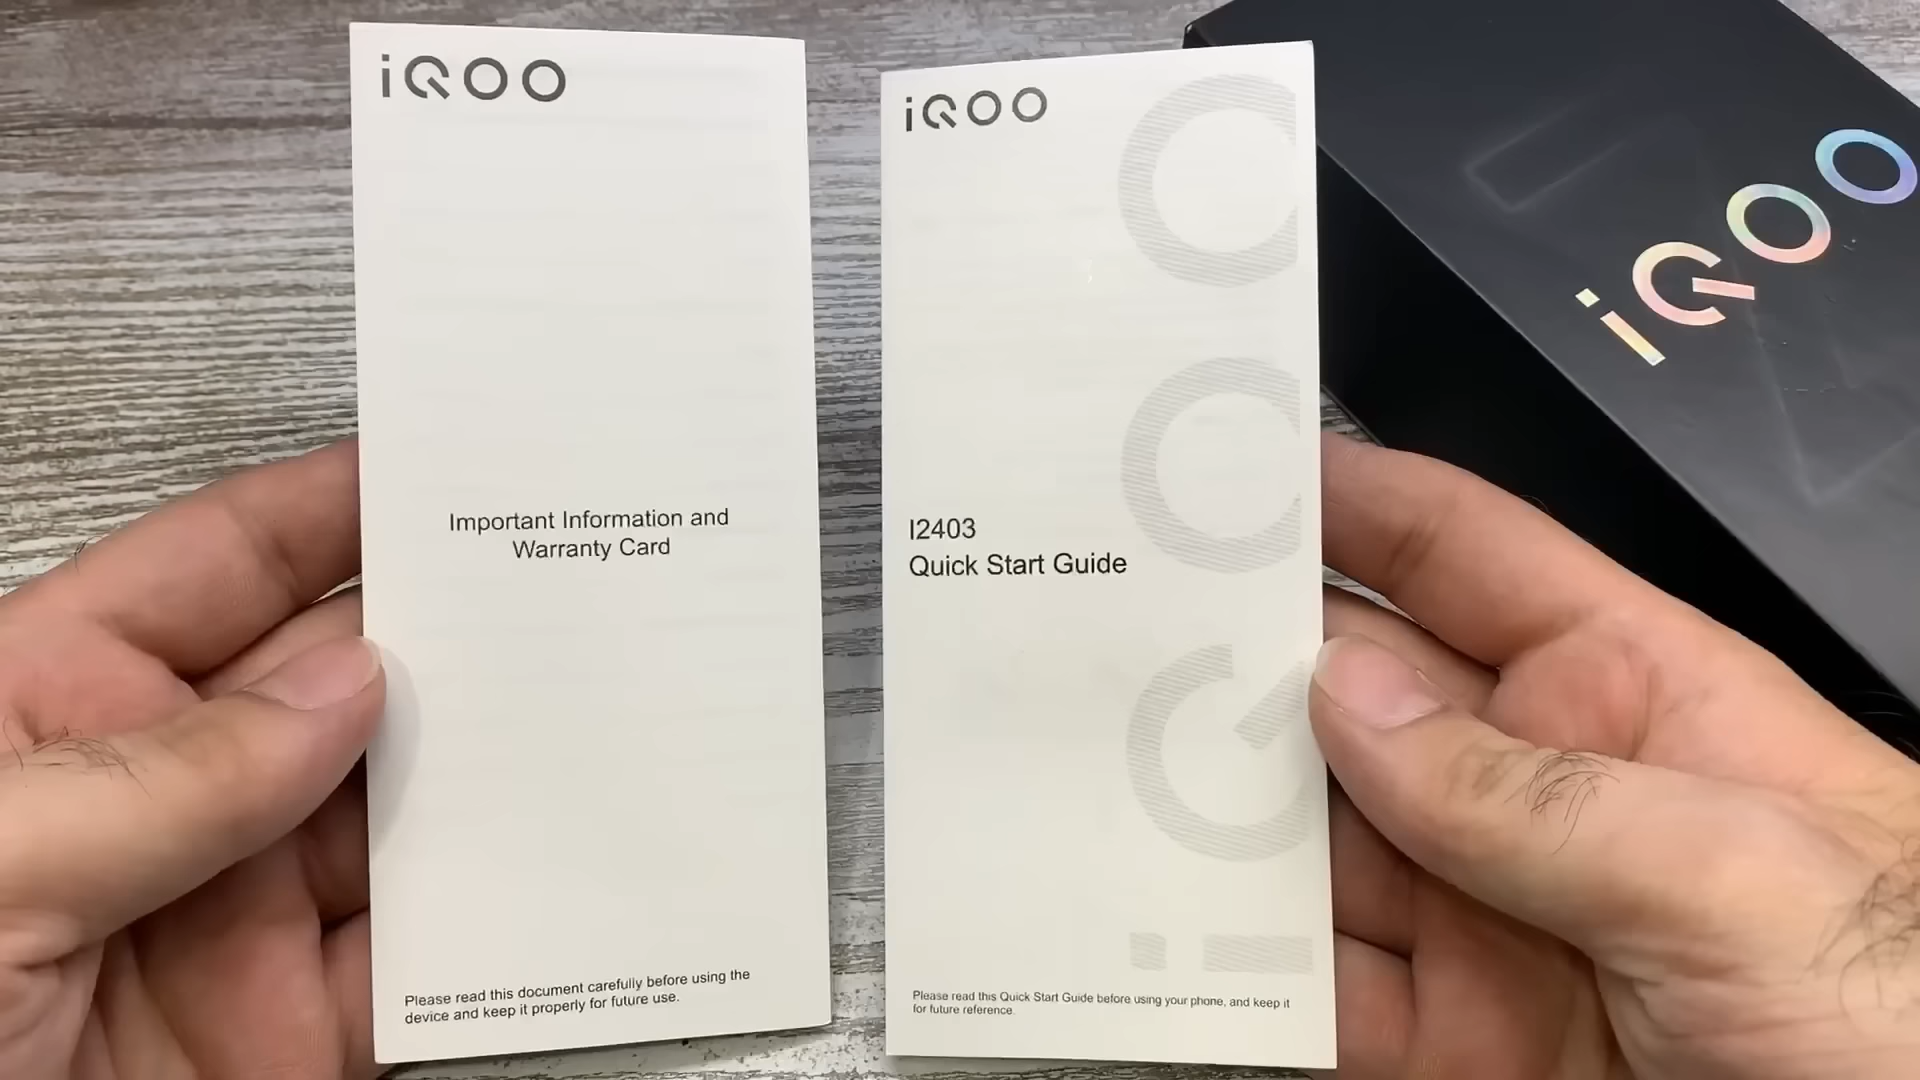 iQOO
Important Information and
Warranty Card
Please read this document carefully before using the
device and keep it properly for future use.
iQOO
I2403
Quick Start Guide
iQOO
Please read this Quick Start Guide before using your phone, and keep it
for future reference.
iQOO